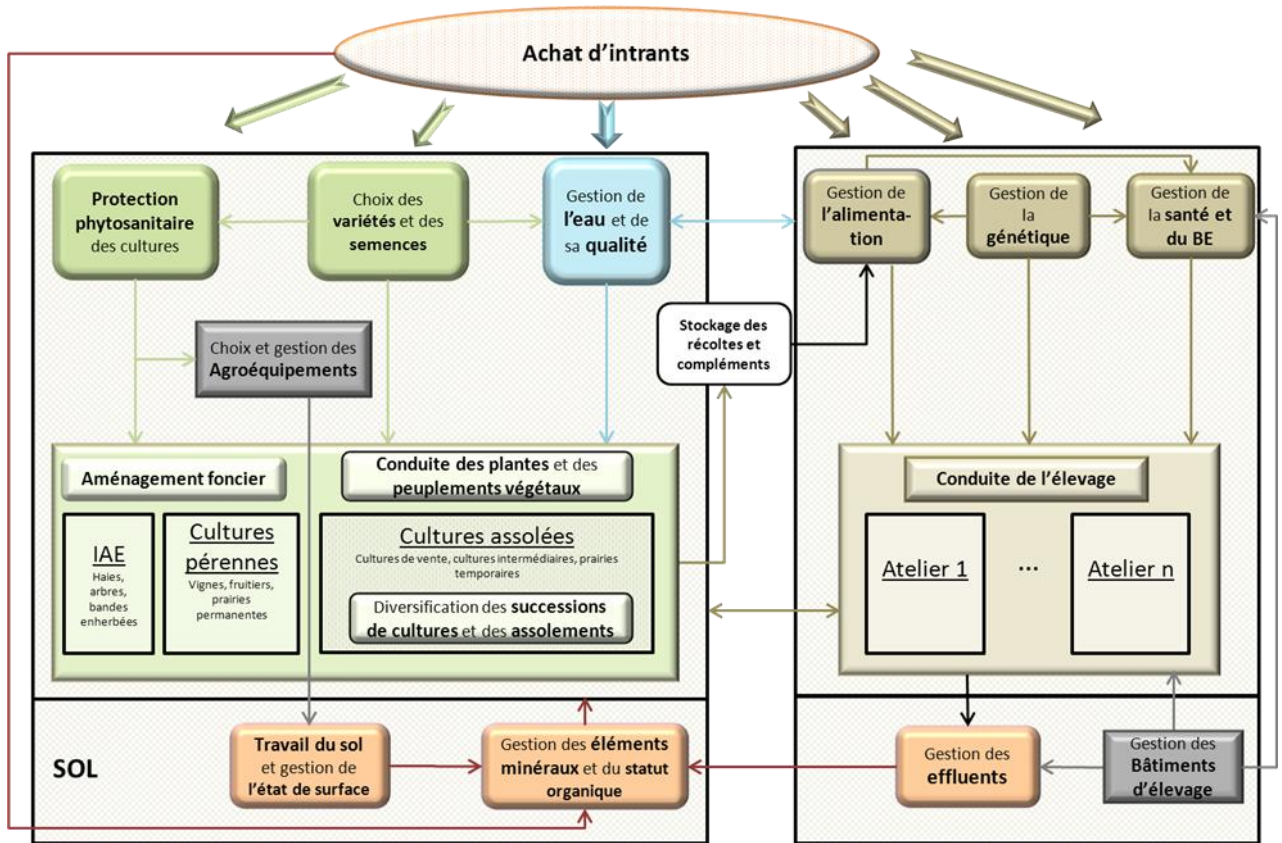 Achat d'intrants
Protection
phytosanitaire
des cultures
Choix des
variétés et des
semences
Gestion de
l'eau et de
sa qualité
Gestion de
l'alimenta-
tion
Gestion de
la
génétique
Gestion de
la santé et
du BE
Choix et gestion des
Agroéquipements
Stockage des
récoltes et
compléments
Aménagement foncier
Conduite des plantes et des
peuplements végétaux
IAE
Haies,
arbres,
bandes
enherbées
Cultures
pérennes
Vignes, fruitiers,
prairies
permanentes
Cultures assolées
Cultures de vente, cultures intermédiaires, prairies
temporaires
Diversification des successions
de cultures et des assolements
Conduite de l'élevage
Atelier 1
...
Atelier n
SOL
Travail du sol
et gestion de
l'état de surface
Gestion des éléments
minéraux et du statut
organique
Gestion des
effluents
Gestion des
Bâtiments
d'élevage